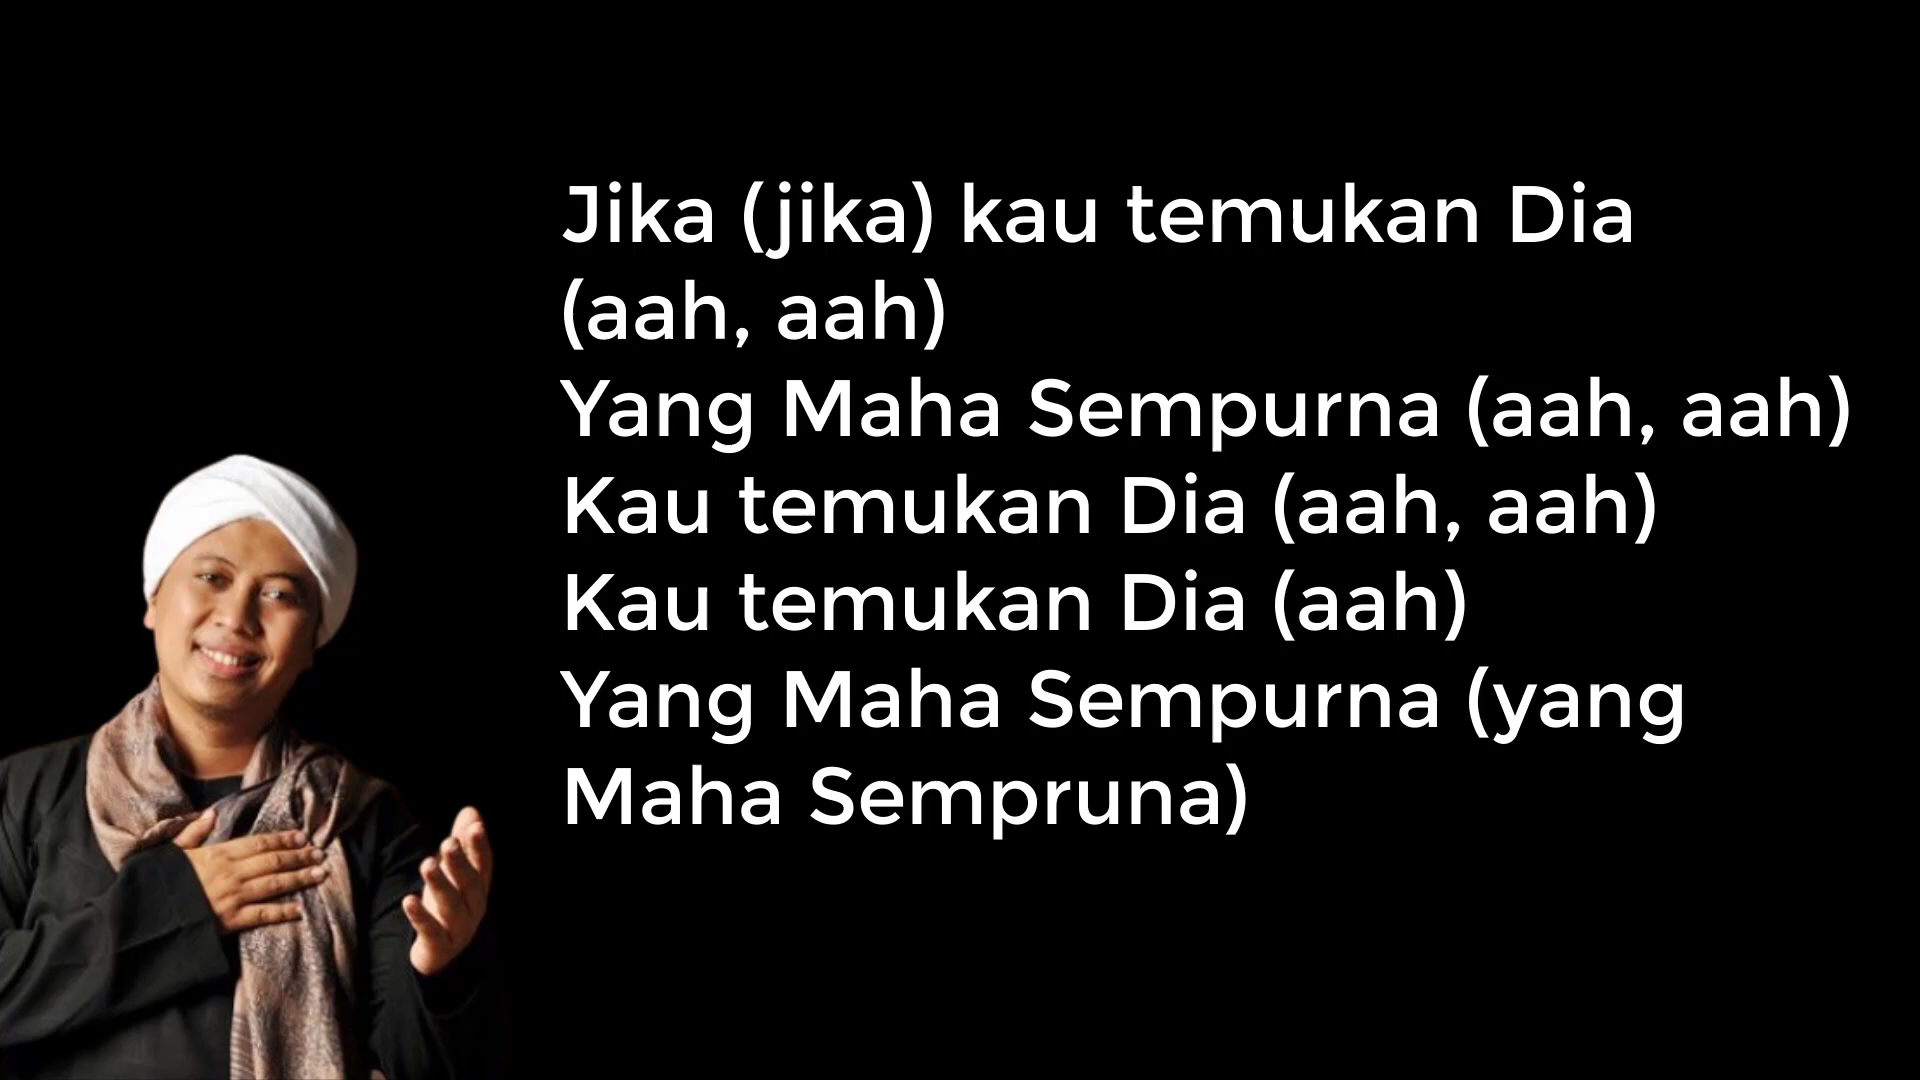 Jika (jika) kau temukan Dia
(aah, aah)
Yang Maha Sempurna (aah, aah)
Kau temukan Dia (aah, aah)
Kau temukan Dia (aah)
Yang Maha Sempurna (yang
Maha Sempruna)